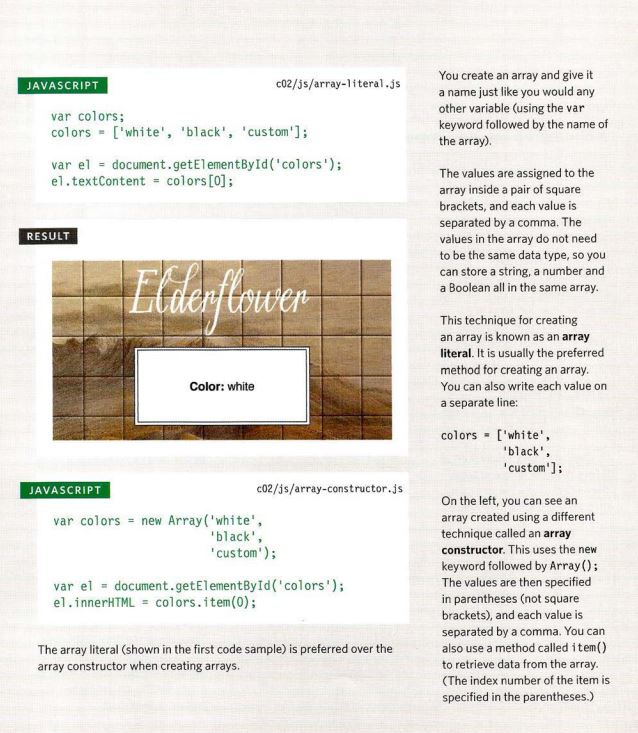 JAVASCRIPT
c02/js/array-literal.js
var colors;
colors = ['white', 'black', 'custom'];
var el = document.getElementById('colors');
el.textContent = colors[0];
RESULT
Elderflower
Color: white
JAVASCRIPT
c02/js/array-constructor.js
var colors = new Array('white',
'black',
'custom');
var el = document.getElementById('colors');
el.innerHTML = colors.item(0);
The array literal (shown in the first code sample) is preferred over the
array constructor when creating arrays.
You create an array and give it
a name just like you would any
other variable (using the var
keyword followed by the name of
the array).
The values are assigned to the
array inside a pair of square
brackets, and each value is
separated by a comma. The
values in the array do not need
to be the same data type, so you
can store a string, a number and
a Boolean all in the same array.
This technique for creating
an array is known as an array
literal. It is usually the preferred
method for creating an array.
You can also write each value on
a separate line:
colors = ['white',
'black',
'custom'];
On the left, you can see an
array created using a different
technique called an array
constructor. This uses the new
keyword followed by Array();
The values are then specified
in parentheses (not square
brackets), and each value is
separated by a comma. You can
also use a method called item()
to retrieve data from the array.
(The index number of the item is
specified in the parentheses.)